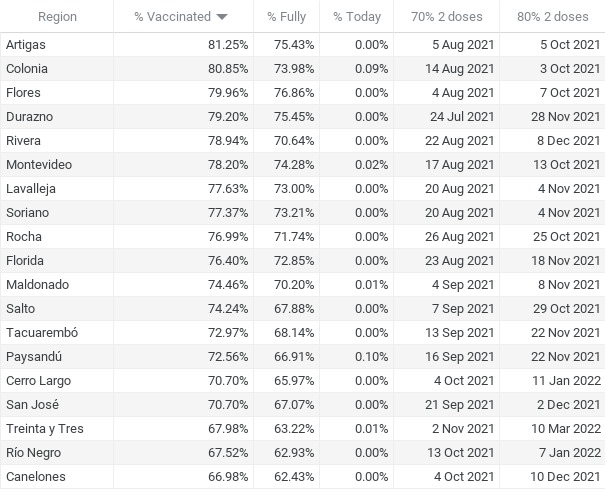 Region % Vaccinated % Fully % Today 70% 2 doses 80% 2 doses
Artigas 81.25% 75.43% 0.00% 5 Aug 2021 5 Oct 2021
Colonia 80.85% 73.98% 0.09% 14 Aug 2021 3 Oct 2021
Flores 79.96% 76.86% 0.00% 4 Aug 2021 7 Oct 2021
Durazno 79.20% 75.45% 0.00% 24 Jul 2021 28 Nov 2021
Rivera 78.94% 70.64% 0.00% 22 Aug 2021 8 Dec 2021
Montevideo 78.20% 74.28% 0.02% 17 Aug 2021 13 Oct 2021
Lavalleja 77.63% 73.00% 0.00% 20 Aug 2021 4 Nov 2021
Soriano 77.37% 73.21% 0.00% 20 Aug 2021 4 Nov 2021
Rocha 76.99% 71.74% 0.00% 26 Aug 2021 25 Oct 2021
Florida 76.40% 72.85% 0.00% 23 Aug 2021 18 Nov 2021
Maldonado 74.46% 70.20% 0.01% 4 Sep 2021 8 Nov 2021
Salto 74.24% 67.88% 0.00% 7 Sep 2021 29 Oct 2021
Tacuarembó 72.97% 68.14% 0.00% 13 Sep 2021 22 Nov 2021
Paysandú 72.56% 66.91% 0.10% 16 Sep 2021 22 Nov 2021
Cerro Largo 70.70% 65.97% 0.00% 4 Oct 2021 11 Jan 2022
San José 70.70% 67.07% 0.00% 21 Sep 2021 2 Dec 2021
Treinta y Tres 67.98% 63.22% 0.01% 2 Nov 2021 10 Mar 2022
Río Negro 67.52% 62.93% 0.00% 13 Oct 2021 7 Jan 2022
Canelones 66.98% 62.43% 0.00% 4 Oct 2021 10 Dec 2021